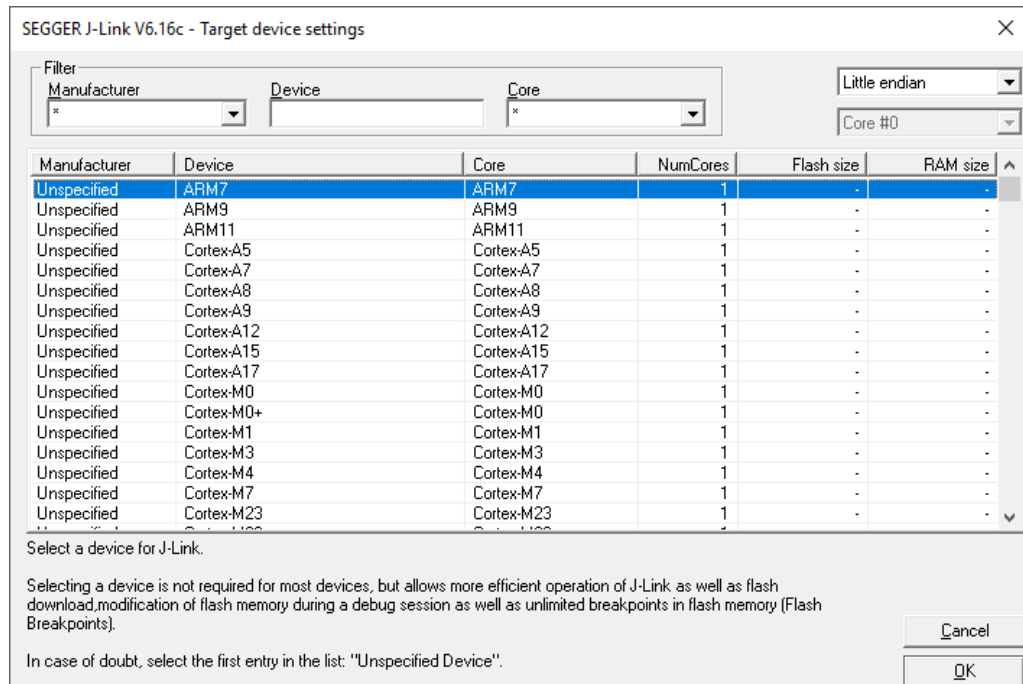 SEGGER J-Link V6.16c - Target device settings
Filter
Manufacturer Device Core
* *
Little endian
Core #0
Manufacturer Device Core NumCores Flash size RAM size
Unspecified ARM7 ARM7 1 - -
Unspecified ARM9 ARM9 1 - -
Unspecified ARM11 ARM11 1 - -
Unspecified Cortex-A5 Cortex-A5 1 - -
Unspecified Cortex-A7 Cortex-A7 1 - -
Unspecified Cortex-A8 Cortex-A8 1 - -
Unspecified Cortex-A9 Cortex-A9 1 - -
Unspecified Cortex-A12 Cortex-A12 1 - -
Unspecified Cortex-A15 Cortex-A15 1 - -
Unspecified Cortex-A17 Cortex-A17 1 - -
Unspecified Cortex-M0 Cortex-M0 1 - -
Unspecified Cortex-M0+ Cortex-M0 1 - -
Unspecified Cortex-M1 Cortex-M1 1 - -
Unspecified Cortex-M3 Cortex-M3 1 - -
Unspecified Cortex-M4 Cortex-M4 1 - -
Unspecified Cortex-M7 Cortex-M7 1 - -
Unspecified Cortex-M23 Cortex-M23 1 - -
Select a device for J-Link.
Selecting a device is not required for most devices, but allows more efficient operation of J-Link as well as flash
download,modification of flash memory during a debug session as well as unlimited breakpoints in flash memory (Flash
Breakpoints).
In case of doubt, select the first entry in the list: "Unspecified Device".
Cancel
OK